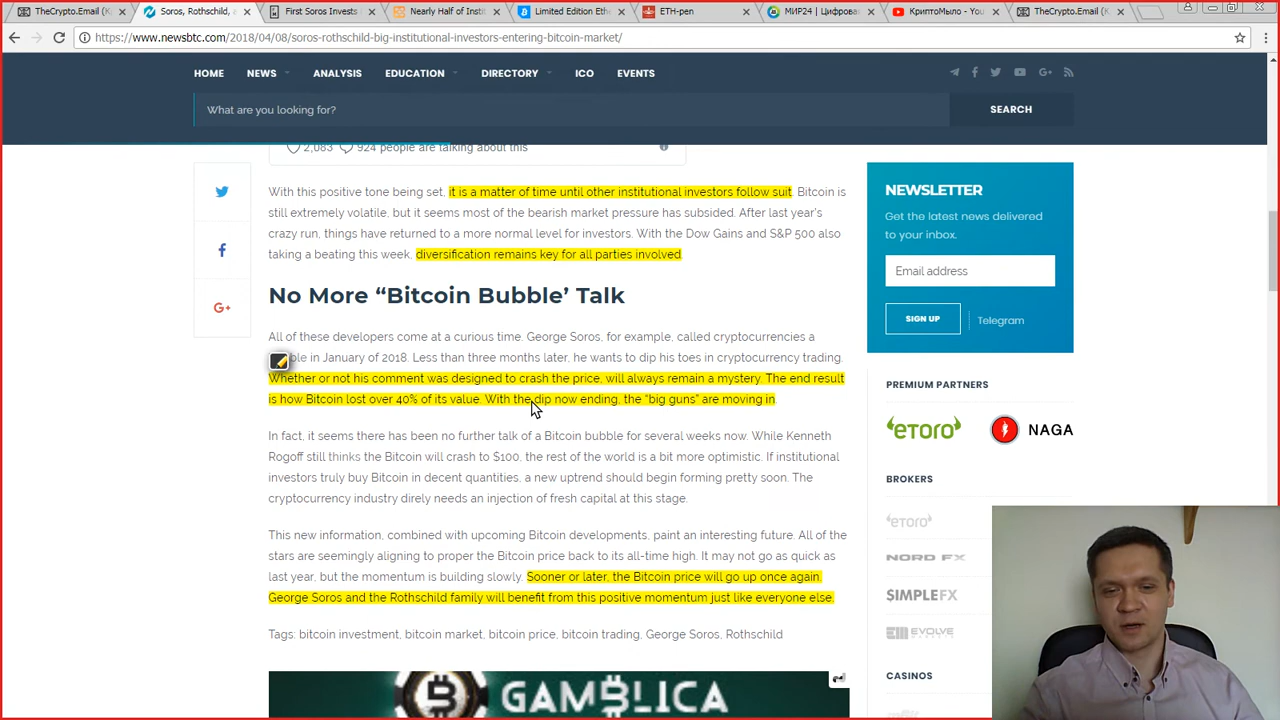 TheCrypto.Email (K
Soros, Rothschild, a
First Soros Invests
Nearly Half of Instit
Limited Edition Ethe
ETH-pen
МИР24 | Цифрова
КриптоМыло - You
TheCrypto.Email (K
https://www.newsbtc.com/2018/04/08/soros-rothschild-big-institutional-investors-entering-bitcoin-market/
HOME NEWS ANALYSIS EDUCATION DIRECTORY ICO EVENTS
What are you looking for?
SEARCH
2,083 924 people are talking about this
With this positive tone being set, it is a matter of time until other institutional investors follow suit. Bitcoin is
still extremely volatile, but it seems most of the bearish market pressure has subsided. After last year's
crazy run, things have returned to a more normal level for investors. With the Dow Gains and S&P 500 also
taking a beating this week, diversification remains key for all parties involved.
No More “Bitcoin Bubble’ Talk
All of these developers come at a curious time. George Soros, for example, called cryptocurrencies a
ble in January of 2018. Less than three months later, he wants to dip his toes in cryptocurrency trading.
Whether or not his comment was designed to crash the price, will always remain a mystery. The end result
is how Bitcoin lost over 40% of its value. With the dip now ending, the “big guns” are moving in.
In fact, it seems there has been no further talk of a Bitcoin bubble for several weeks now. While Kenneth
Rogoff still thinks the Bitcoin will crash to $100, the rest of the world is a bit more optimistic. If institutional
investors truly buy Bitcoin in decent quantities, a new uptrend should begin forming pretty soon. The
cryptocurrency industry direly needs an injection of fresh capital at this stage.
This new information, combined with upcoming Bitcoin developments, paint an interesting future. All of the
stars are seemingly aligning to proper the Bitcoin price back to its all-time high. It may not go as quick as
last year, but the momentum is building slowly. Sooner or later, the Bitcoin price will go up once again.
George Soros and the Rothschild family will benefit from this positive momentum just like everyone else.
Tags: bitcoin investment, bitcoin market, bitcoin price, bitcoin trading, George Soros, Rothschild
GAMBLICA
NEWSLETTER
Get the latest news delivered
to your inbox.
Email address
SIGN UP Telegram
PREMIUM PARTNERS
eToro NAGA
BROKERS
eToro
NORD FX
SIMPLEFX
EVOLVE
MARKETS
CASINOS